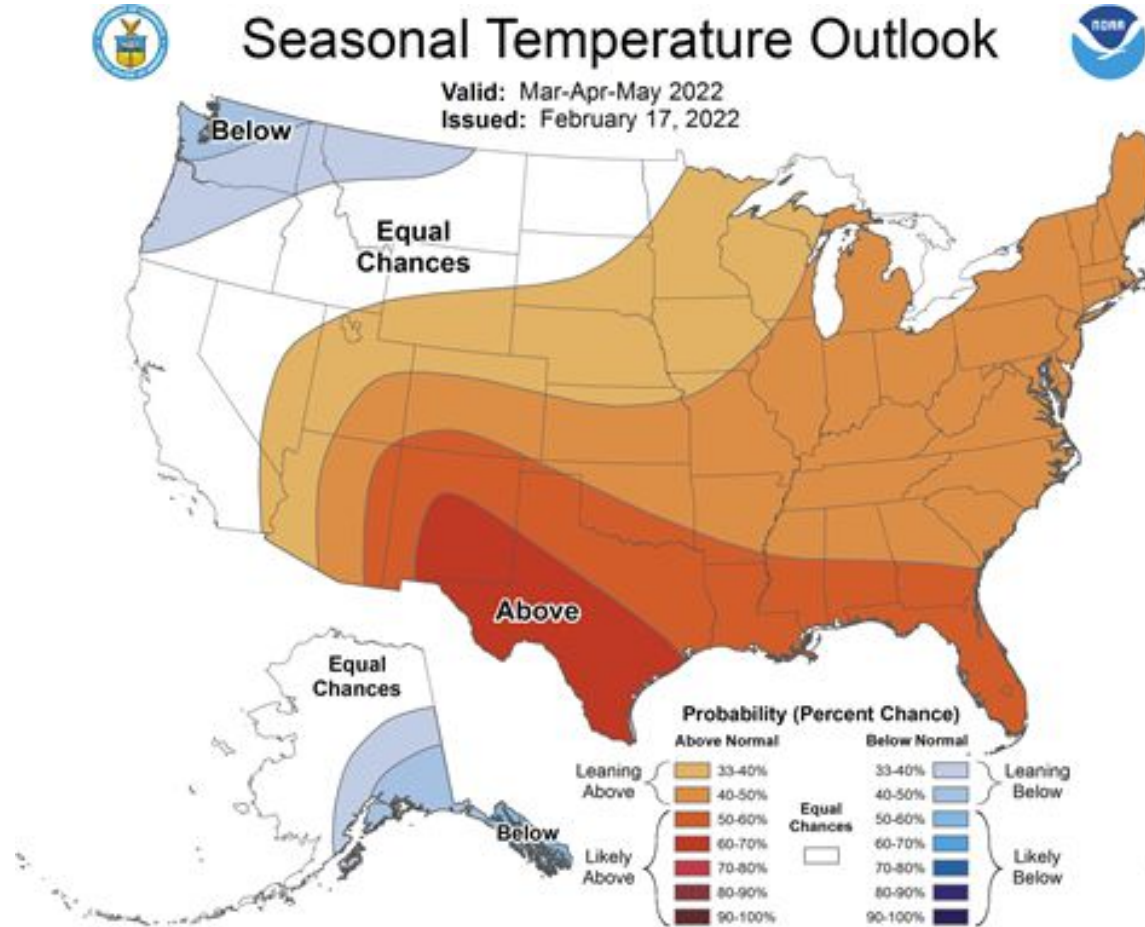 Seasonal Temperature Outlook
NOAA
Valid: Mar-Apr-May 2022
Issued: February 17, 2022
Below
Equal
Chances
Above
Equal
Chances
Below
Probability (Percent Chance)
Above Normal
Below Normal
Leaning
Above
33-40%
40-50%
50-60%
60-70%
70-80%
80-90%
90-100%
Likely
Above
Equal
Chances
33-40%
40-50%
50-60%
60-70%
70-80%
80-90%
90-100%
Leaning
Below
Likely
Below